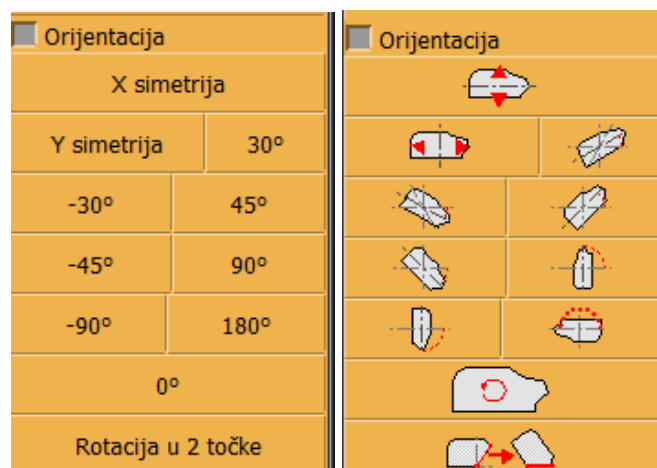 Orijentacija
X simetrija
Y simetrija 30°
-30° 45°
-45° 90°
-90° 180°
0°
Rotacija u 2 točke
Orijentacija